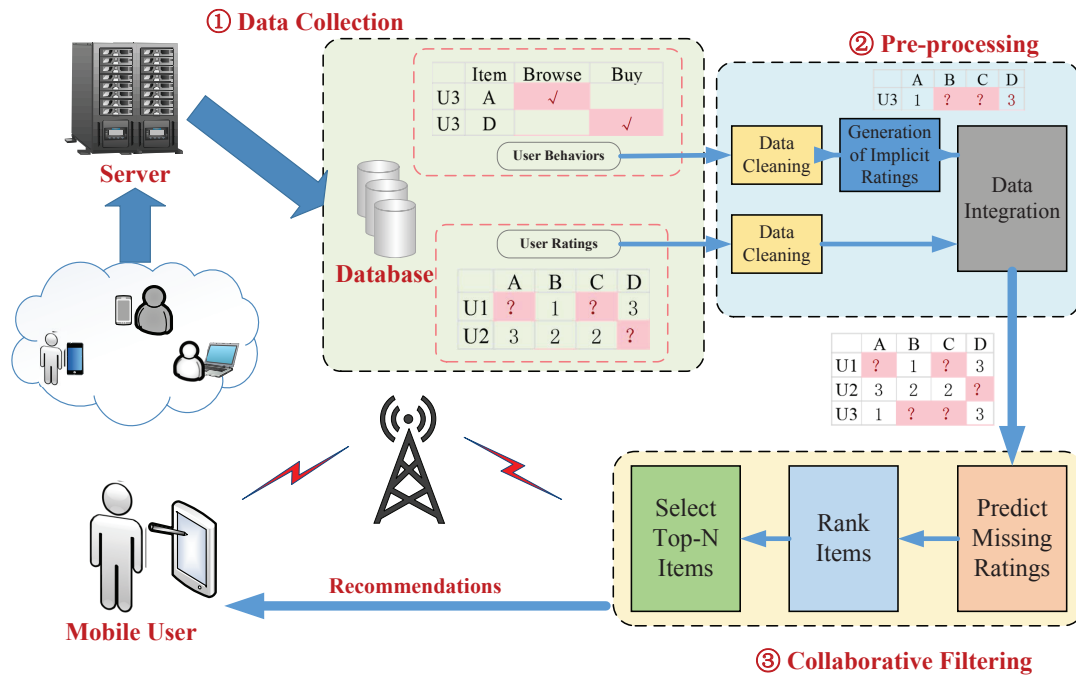 ① Data Collection
Server
Item Browse Buy
U3 A √
U3 D √
User Behaviors
Database
User Ratings
A B C D
U1 ? 1 ? 3
U2 3 2 2 ?
② Pre-processing
A B C D
U3 1 ? ? 3
Data
Cleaning
Generation
of Implicit
Ratings
Data
Integration
Data
Cleaning
A B C D
U1 ? 1 ? 3
U2 3 2 2 ?
U3 1 ? ? 3
Predict
Missing
Ratings
Rank
Items
Select
Top-N
Items
③ Collaborative Filtering
Recommendations
Mobile User